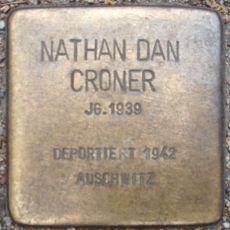 NATHAN DAN
CRONER
JG.1939
DEPORTIERT 1942
AUSCHWITZ